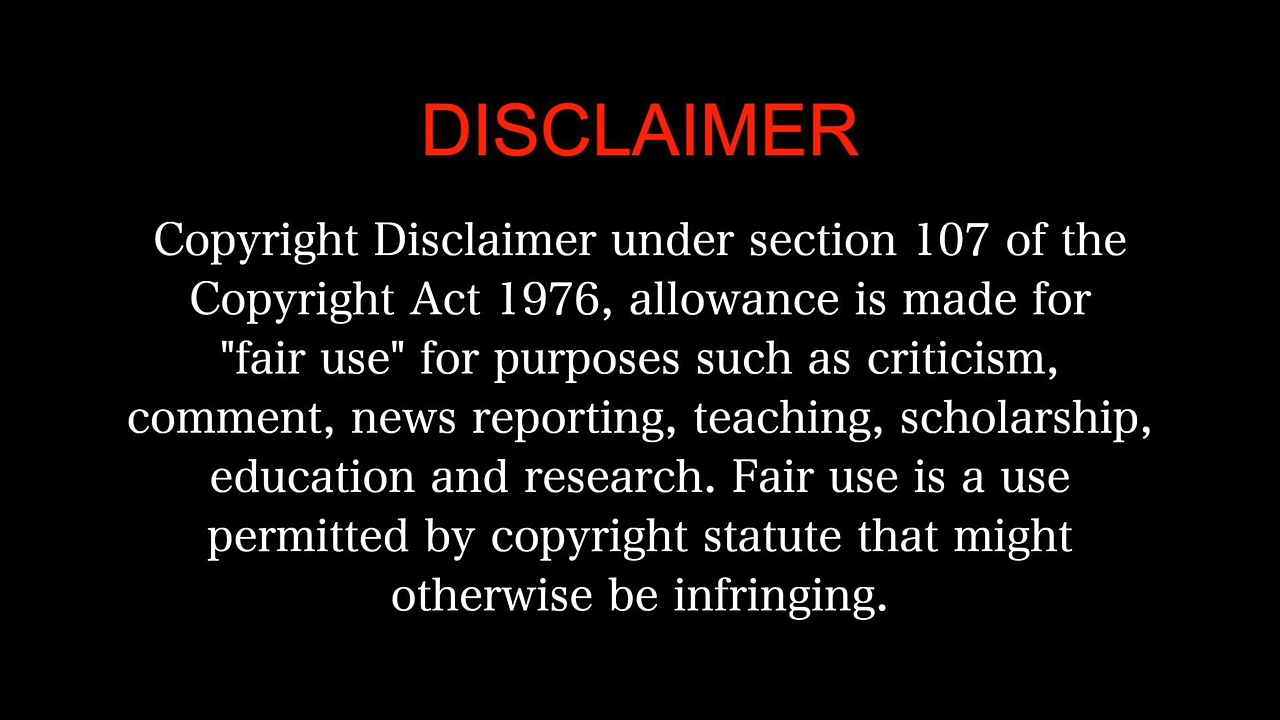 DISCLAIMER
Copyright Disclaimer under section 107 of the
Copyright Act 1976, allowance is made for
"fair use" for purposes such as criticism,
comment, news reporting, teaching, scholarship,
education and research. Fair use is a use
permitted by copyright statute that might
otherwise be infringing.